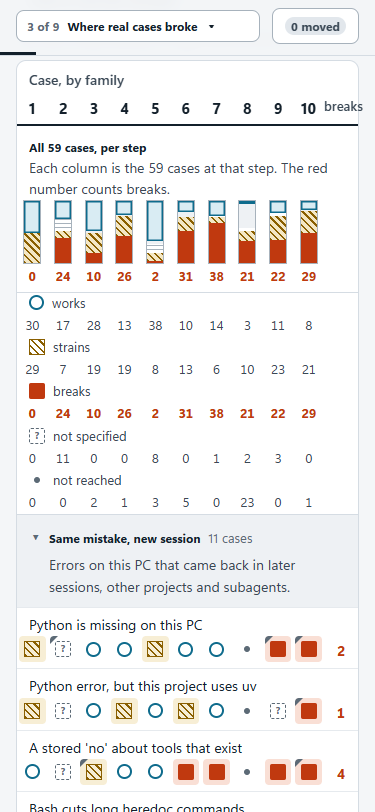 3 of 9 Where real cases broke
0 moved
Case, by family
1 2 3 4 5 6 7 8 9 10 breaks
All 59 cases, per step
Each column is the 59 cases at that step. The red
number counts breaks.
0 24 10 26 2 31 38 21 22 29
works
30 17 28 13 38 10 14 3 11 8
strains
29 7 19 19 8 13 6 10 23 21
breaks
0 24 10 26 2 31 38 21 22 29
? not specified
0 11 0 0 8 0 1 2 3 0
not reached
0 0 2 1 3 5 0 23 0 1
Same mistake, new session 11 cases
Errors on this PC that came back in later
sessions, other projects and subagents.
Python is missing on this PC
? 2
Python error, but this project uses uv
? ? 1
A stored 'no' about tools that exist
? 4
Bash cuts long heredoc commands